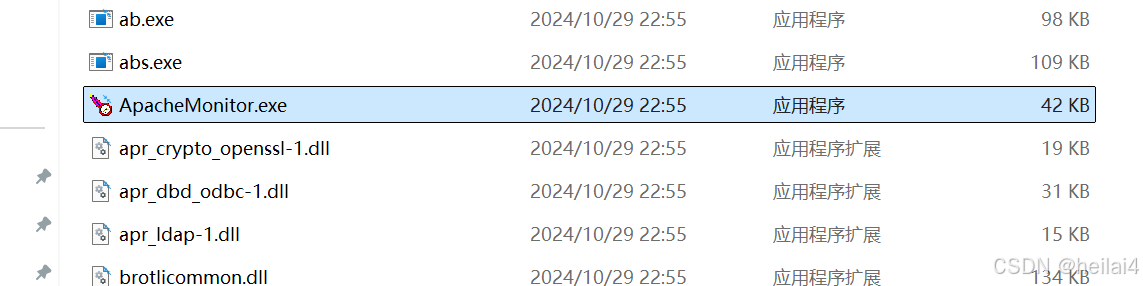 ab.exe 2024/10/29 22:55 应用程序 98 KB
abs.exe 2024/10/29 22:55 应用程序 109 KB
ApacheMonitor.exe 2024/10/29 22:55 应用程序 42 KB
apr_crypto_openssl-1.dll 2024/10/29 22:55 应用程序扩展 19 KB
apr_dbd_odbc-1.dll 2024/10/29 22:55 应用程序扩展 31 KB
apr_ldap-1.dll 2024/10/29 22:55 应用程序扩展 15 KB
brotlicommon.dll 2024/10/29 22:55 应用程序扩展 134 KB
CSDN @heilai4